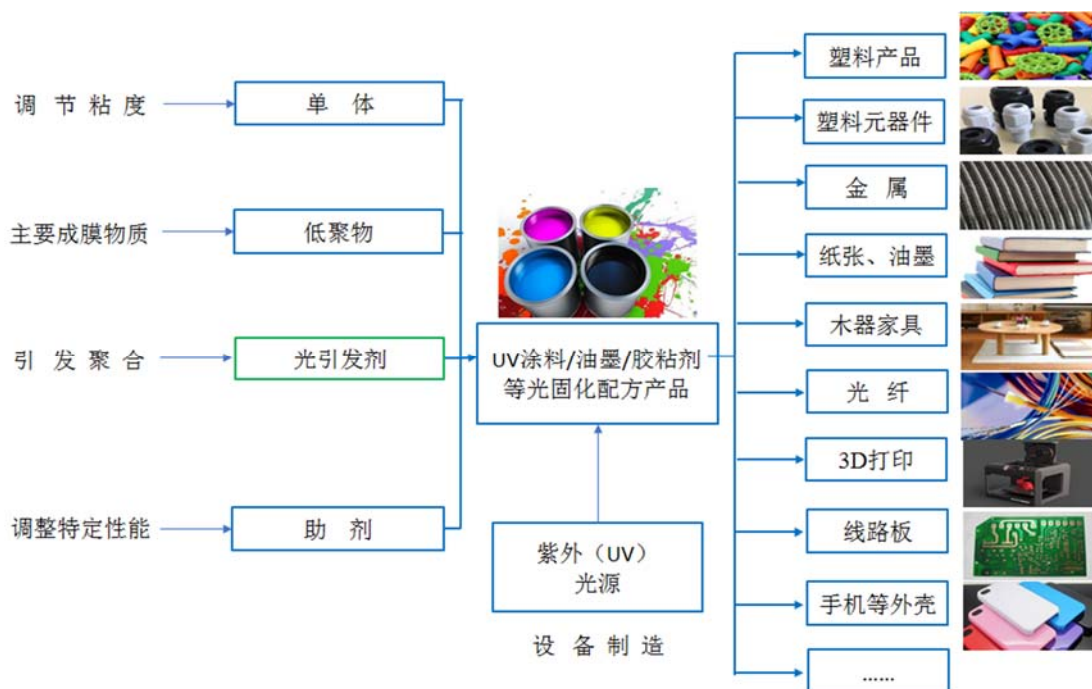 调节粘度
单体
主要成膜物质
低聚物
引发聚合
光引发剂
调整特定性能
助剂
UV涂料/油墨/胶粘剂
等光固化配方产品
紫外（UV）
光源
设备制造
塑料产品
塑料元器件
金属
纸张、油墨
木器家具
光纤
3D打印
线路板
手机等外壳
......